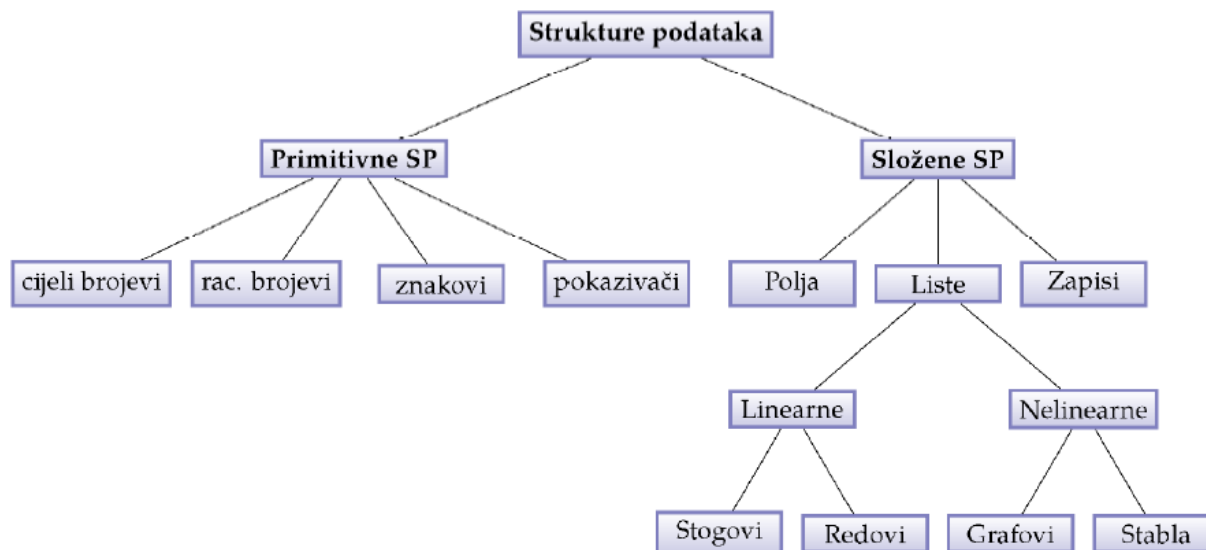 Strukture podataka
Primitivne SP
Složene SP
cijeli brojevi
rac. brojevi
znakovi
pokazivači
Polja
Liste
Zapisi
Linearne
Nelinearne
Stogovi
Redovi
Grafovi
Stabla